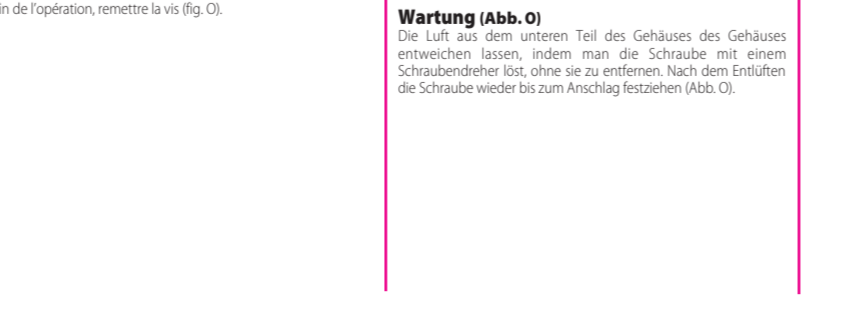 in de l'opération, remettre la vis (fig. O).
Wartung (Abb. O)
Die Luft aus dem unteren Teil des Gehäuses des Gehäuses
entweichen lassen, indem man die Schraube mit einem
Schraubendreher löst, ohne sie zu entfernen. Nach dem Entlüften
die Schraube wieder bis zum Anschlag festziehen (Abb. O).